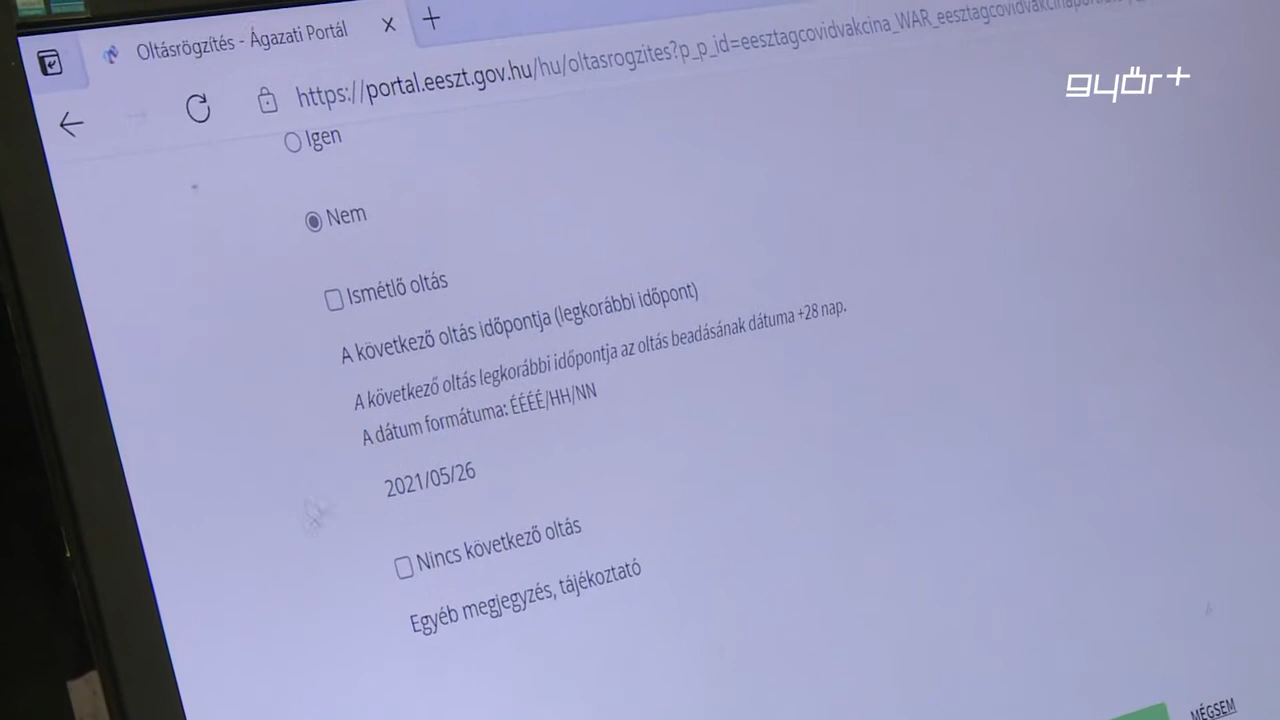 Oltásrögzítés - Ágazati Portál
győr+
https://portal.eeszt.gov.hu/hu/oltasrogzites?p_p_id=eesztagcovidvakcina_WAR_eesztagcovidvakcinaportlet
Igen
Nem
Ismétlő oltás
A következő oltás időpontja (legkorábbi időpont)
A következő oltás legkorábbi időpontja az oltás beadásának dátuma +28 nap.
A dátum formátuma: ÉÉÉÉ/HH/NN
2021/05/26
Nincs következő oltás
Egyéb megjegyzés, tájékoztató
MÉGSEM